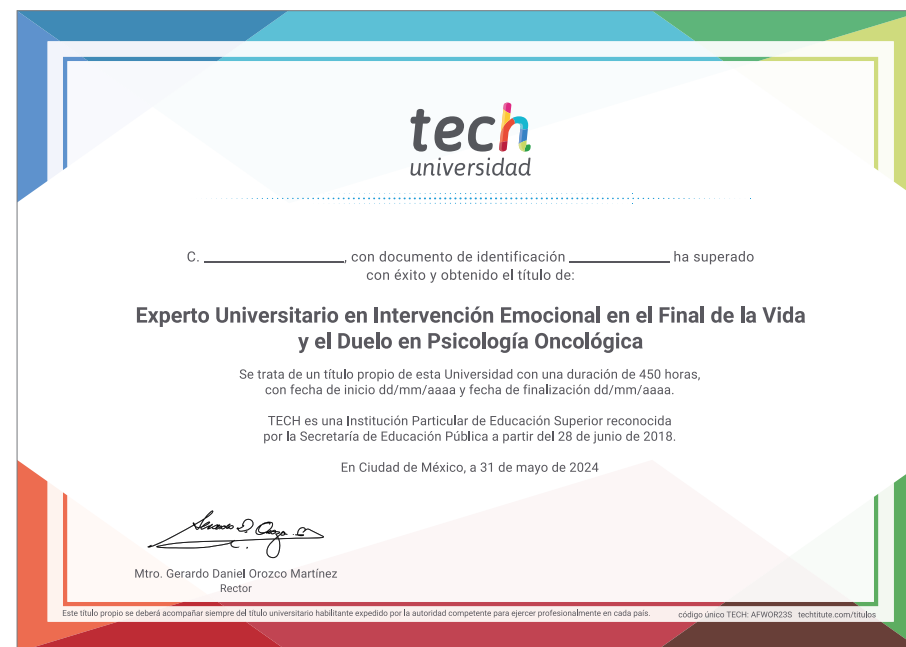 tech
universidad
C. ____________, con documento de identificación ____________ ha superado
con éxito y obtenido el título de:
Experto Universitario en Intervención Emocional en el Final de la Vida
y el Duelo en Psicología Oncológica
Se trata de un título propio de esta Universidad con una duración de 450 horas,
con fecha de inicio dd/mm/aaaa y fecha de finalización dd/mm/aaaa.
TECH es una Institución Particular de Educación Superior reconocida
por la Secretaría de Educación Pública a partir del 28 de junio de 2018.
En Ciudad de México, a 31 de mayo de 2024
Mtro. Gerardo Daniel Orozco Martínez
Rector
Este título propio se deberá acompañar siempre del título universitario habilitante expedido por la autoridad competente para ejercer profesionalmente en cada país.
código único TECH: AFWOR23S techtitute.com/titulos